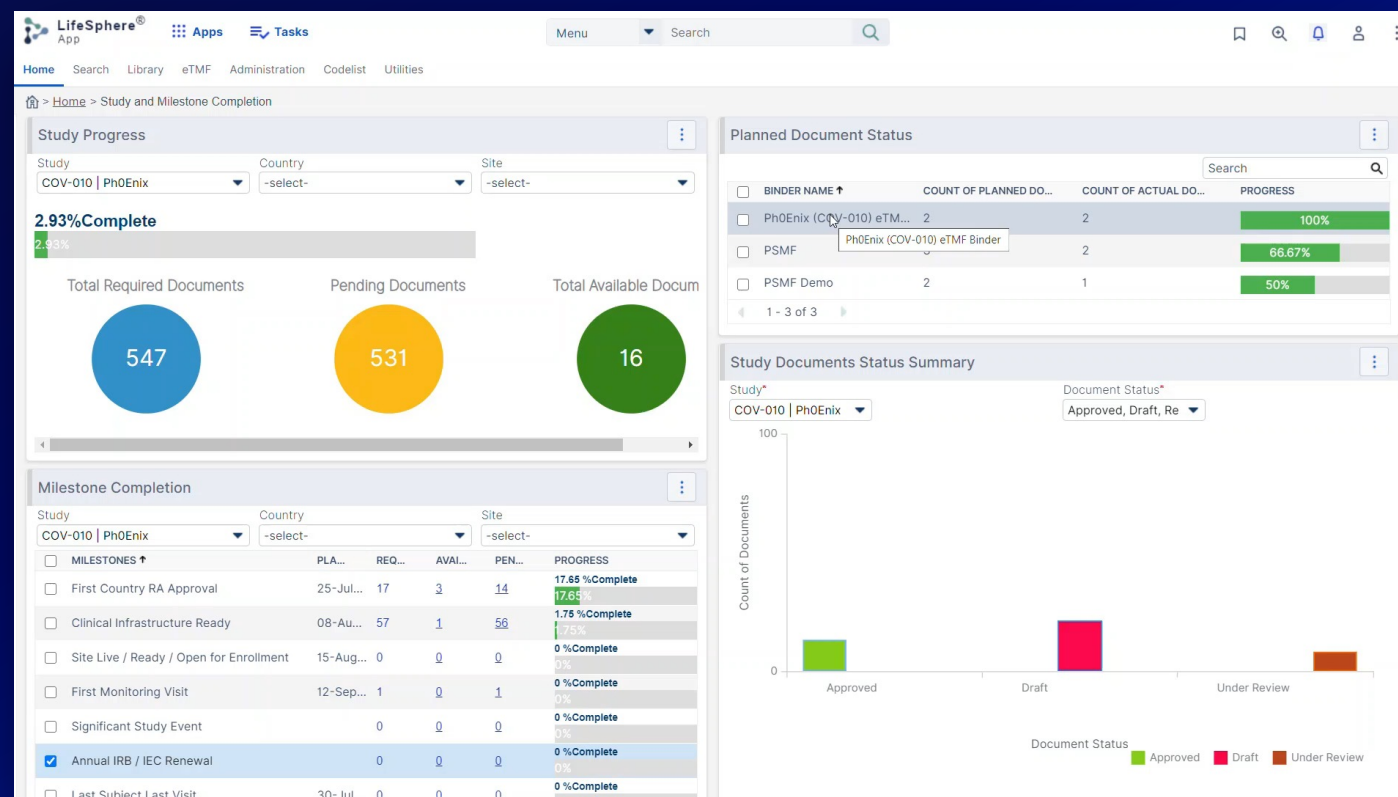 LifeSphere®
App
Apps
Tasks
Menu
Search
Home Search Library eTMF Administration Codelist Utilities
> Home > Study and Milestone Completion
Study Progress
Study Country Site
COV-010 | Ph0Enix -select- -select-
2.93%Complete
2.93%
Total Required Documents Pending Documents Total Available Docum
547 531 16
Milestone Completion
Study Country Site
COV-010 | Ph0Enix -select- -select-
MILESTONES PLA... REQ... AVAI... PEN... PROGRESS
17.65 %Complete
First Country RA Approval 25-Jul... 17 3 14 17.65%
1.75 %Complete
Clinical Infrastructure Ready 08-Au... 57 1 56 1.75%
0 %Complete
Site Live / Ready / Open for Enrollment 15-Aug... 0 0 0 0%
0 %Complete
First Monitoring Visit 12-Sep... 1 0 1 0%
0 %Complete
Significant Study Event 0 0 0 0%
0 %Complete
Annual IRB / IEC Renewal 0 0 0 0%
0 %Complete
Last Subject Last Visit 30-Jul 0 0 0
Planned Document Status
Search
BINDER NAME COUNT OF PLANNED DO... COUNT OF ACTUAL DO... PROGRESS
Ph0Enix (COV-010) eTM... 2 2 100%
Ph0Enix (COV-010) eTMF Binder
PSMF 2 66.67%
PSMF Demo 2 1 50%
1 - 3 of 3
Study Documents Status Summary
Study* Document Status*
COV-010 | Ph0Enix Approved, Draft, Re
100
Count of Documents
0
Approved Draft Under Review
Document Status
Approved Draft Under Review